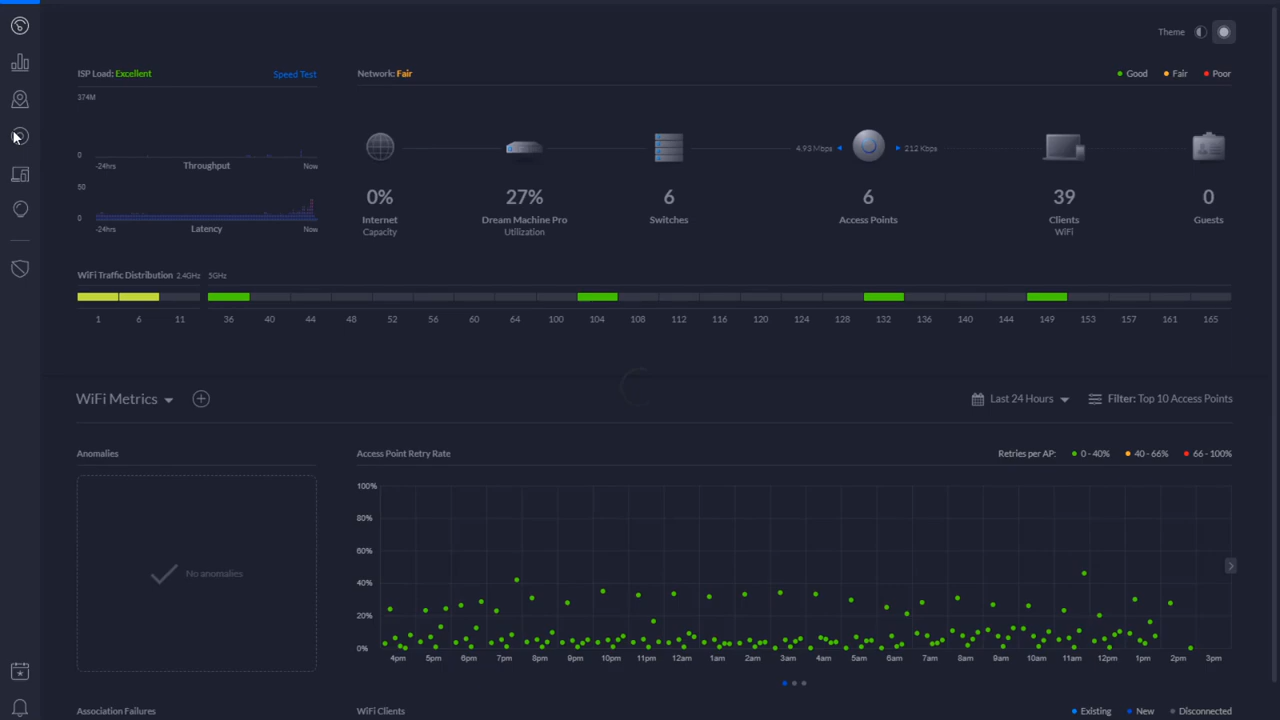 Theme
ISP Load: Excellent
Speed Test
Network: Fair
Good
Fair
Poor
374M
0
-24hrs
Throughput
Now
50
0
-24hrs
Latency
Now
4.93 Mbps
212 Kbps
0%
27%
6
6
39
0
Internet
Dream Machine Pro
Switches
Access Points
Clients
Guests
Capacity
Utilization
WiFi
WiFi Traffic Distribution 2.4GHz 5GHz
1 6 11 36 40 44 48 52 56 60 64 100 104 108 112 116 120 124 128 132 136 140 144 149 153 157 161 165
WiFi Metrics
Last 24 Hours
Filter: Top 10 Access Points
Anomalies
No anomalies
Access Point Retry Rate
Retries per AP: 0 - 40% 40 - 66% 66 - 100%
100%
80%
60%
40%
20%
0%
4pm 5pm 6pm 7pm 8pm 9pm 10pm 11pm 12am 1am 2am 3am 4am 5am 6am 7am 8am 9am 10am 11am 12pm 1pm 2pm 3pm
Association Failures
WiFi Clients
Existing
New
Disconnected